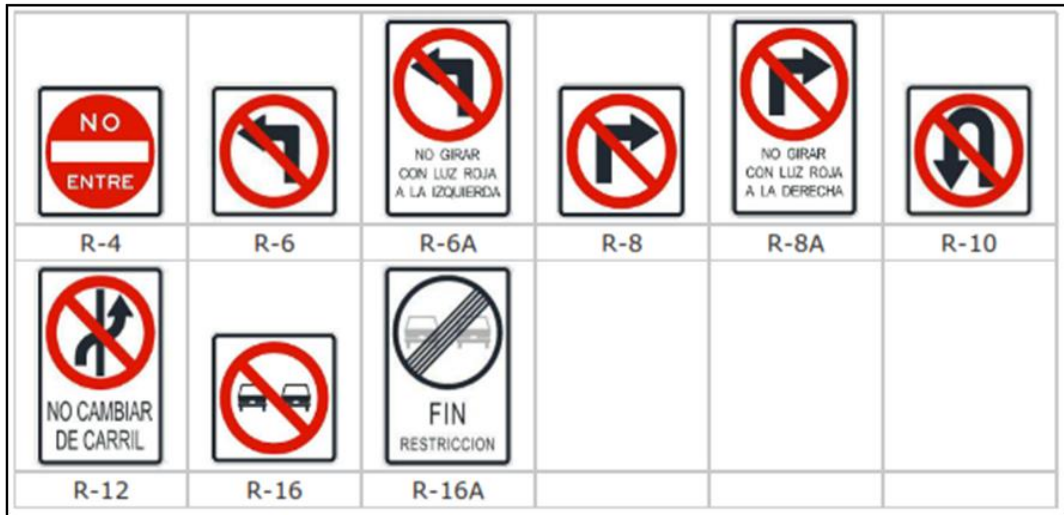 NO
ENTRE
NO GIRAR
CON LUZ ROJA
A LA IZQUIERDA
NO GIRAR
CON LUZ ROJA
A LA DERECHA
R-4 R-6 R-6A R-8 R-8A R-10
NO CAMBIAR
DE CARRIL
FIN
RESTRICCION
R-12 R-16 R-16A